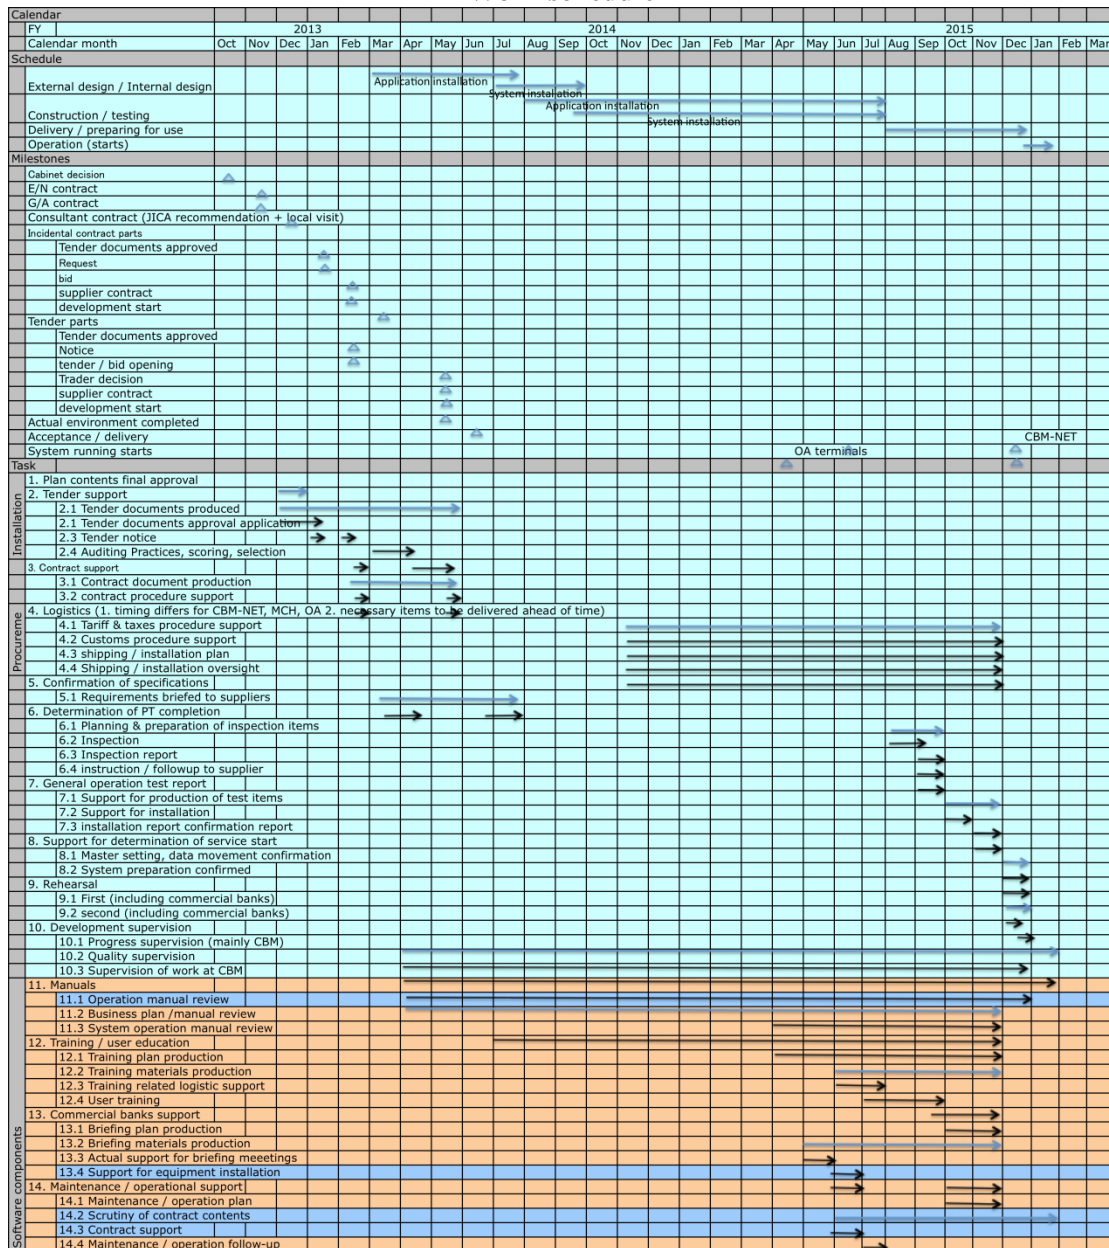 Calendar
FY 2013 2014 2015
Calendar month Oct Nov Dec Jan Feb Mar Apr May Jun Jul Aug Sep Oct Nov Dec Jan Feb Mar Apr May Jun Jul Aug Sep Oct Nov Dec Jan Feb Mar
Schedule
Application installation
External design / Internal design
System installation
Application installation
Construction / testing
System installation
Delivery / preparing for use
Operation (starts)
Milestones
Cabinet decision
E/N contract
G/A contract
Consultant contract (JICA recommendation + local visit)
Incidental contract parts
Tender documents approved
Request
bid
supplier contract
development start
Tender parts
Tender documents approved
Notice
tender / bid opening
Trader decision
supplier contract
development start
Actual environment completed
Acceptance / delivery CBM-NET
System running starts OA terminals
Task
Installation
1. Plan contents final approval
2. Tender support
2.1 Tender documents produced
2.1 Tender documents approval application
2.3 Tender notice
2.4 Auditing Practices, scoring, selection
Procureme
3. Contract support
3.1 Contract document production
3.2 contract procedure support
4. Logistics (1. timing differs for CBM-NET, MCH, OA 2. necessary items to be delivered ahead of time)
4.1 Tariff & taxes procedure support
4.2 Customs procedure support
4.3 shipping / installation plan
4.4 Shipping / installation oversight
5. Confirmation of specifications
5.1 Requirements briefed to suppliers
6. Determination of PT completion
6.1 Planning & preparation of inspection items
6.2 Inspection
6.3 Inspection report
6.4 instruction / followup to supplier
7. General operation test report
7.1 Support for production of test items
7.2 Support for installation
7.3 installation report confirmation report
8. Support for determination of service start
8.1 Master setting, data movement confirmation
8.2 System preparation confirmed
9. Rehearsal
9.1 First (including commercial banks)
9.2 second (including commercial banks)
10. Development supervision
10.1 Progress supervision (mainly CBM)
10.2 Quality supervision
10.3 Supervision of work at CBM
Software components
11. Manuals
11.1 Operation manual review
11.2 Business plan /manual review
11.3 System operation manual review
12. Training / user education
12.1 Training plan production
12.2 Training materials production
12.3 Training related logistic support
12.4 User training
13. Commercial banks support
13.1 Briefing plan production
13.2 Briefing materials production
13.3 Actual support for briefing meeetings
13.4 Support for equipment installation
14. Maintenance / operational support
14.1 Maintenance / operation plan
14.2 Scrutiny of contract contents
14.3 Contract support
14.4 Maintenance / operation follow-up